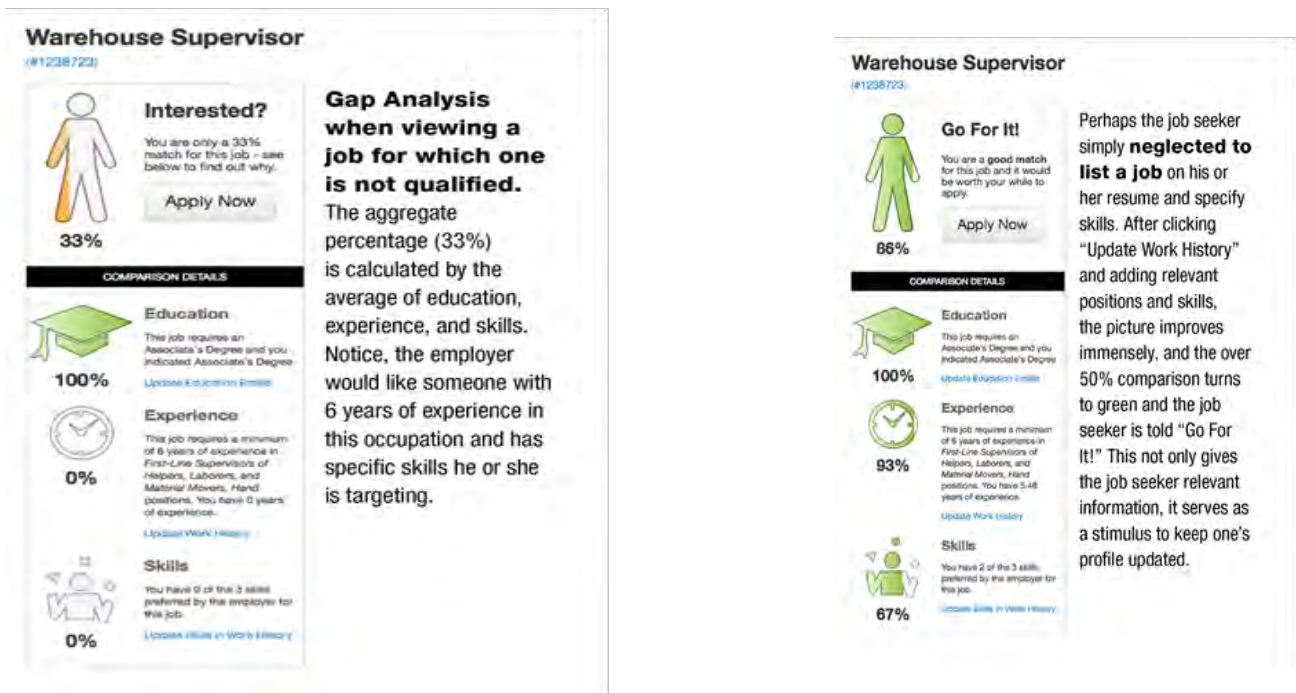 Warehouse Supervisor
(#1238723)
Interested?
You are only a 33%
match for this job - see
below to find out why.
Apply Now
33%
COMPARISON DETAILS
Education
This job requires an
Associate's Degree and you
indicated Associate's Degree
100%
Update Education Profile
Experience
This job requires a minimum
of 6 years of experience in
First-Line Supervisors of
Helpers, Laborers, and
Material Movers, Hand
positions. You have 0 years
of experience.
0%
Update Work History
Skills
You have 0 of the 3 skills
preferred by the employer for
this job.
0%
Update Skills in Work History
Gap Analysis
when viewing a
job for which one
is not qualified.
The aggregate
percentage (33%)
is calculated by the
average of education,
experience, and skills.
Notice, the employer
would like someone with
6 years of experience in
this occupation and has
specific skills he or she
is targeting.
Warehouse Supervisor
(#1238723)
Go For It!
You are a good match
for this job and it would
be worth your while to
apply.
Apply Now
86%
COMPARISON DETAILS
Education
This job requires an
Associate's Degree and you
indicated Associate's Degree
100%
Update Education Profile
Experience
This job requires a minimum
of 6 years of experience in
First-Line Supervisors of
Helpers, Laborers, and
Material Movers, Hand
positions. You have 5.48
years of experience.
93%
Update Work History
Skills
You have 2 of the 3 skills
preferred by the employer for
this job.
67%
Update Skills in Work History
Perhaps the job seeker
simply neglected to
list a job on his or
her resume and specify
skills. After clicking
“Update Work History”
and adding relevant
positions and skills,
the picture improves
immensely, and the over
50% comparison turns
to green and the job
seeker is told “Go For
It!” This not only gives
the job seeker relevant
information, it serves as
a stimulus to keep one’s
profile updated.